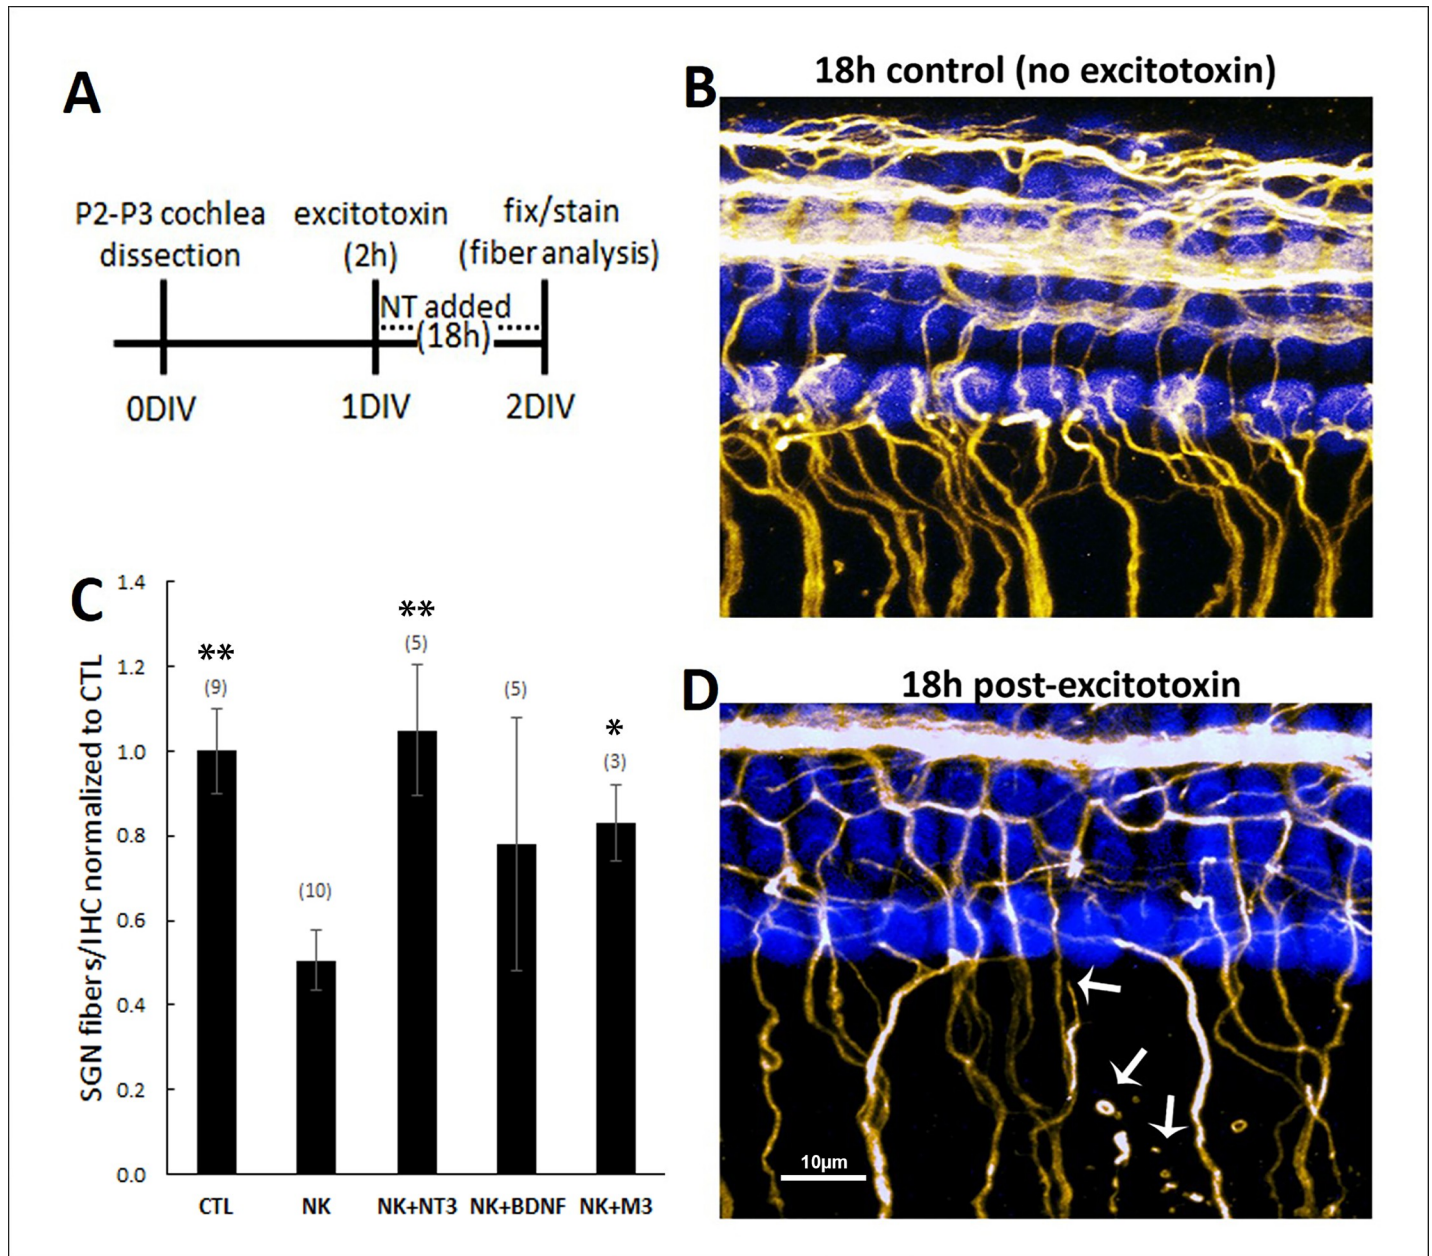 A
P2-P3 cochlea
dissection
excitotoxin
(2h)
fix/stain
(fiber analysis)
NT added
(18h)
0DIV
1DIV
2DIV
B
18h control (no excitotoxin)
C
SGN fibers/IHC normalized to CTL
1.4
1.2
1.0
0.8
0.6
0.4
0.2
0.0
**
(9)
(10)
**
(5)
(5)
*
(3)
CTL
NK
NK+NT3
NK+BDNF
NK+M3
D
18h post-excitotoxin
10µm